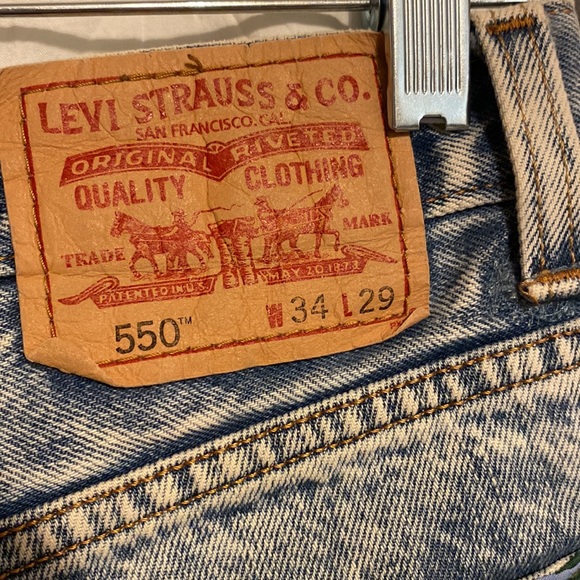 LEVI STRAUSS & CO.
SAN FRANCISCO, CAL.
ORIGINAL RIVETED
QUALITY CLOTHING
TRADE MARK
PATENTED IN U.S. MAY 20 1873
550™ W 34 L 29